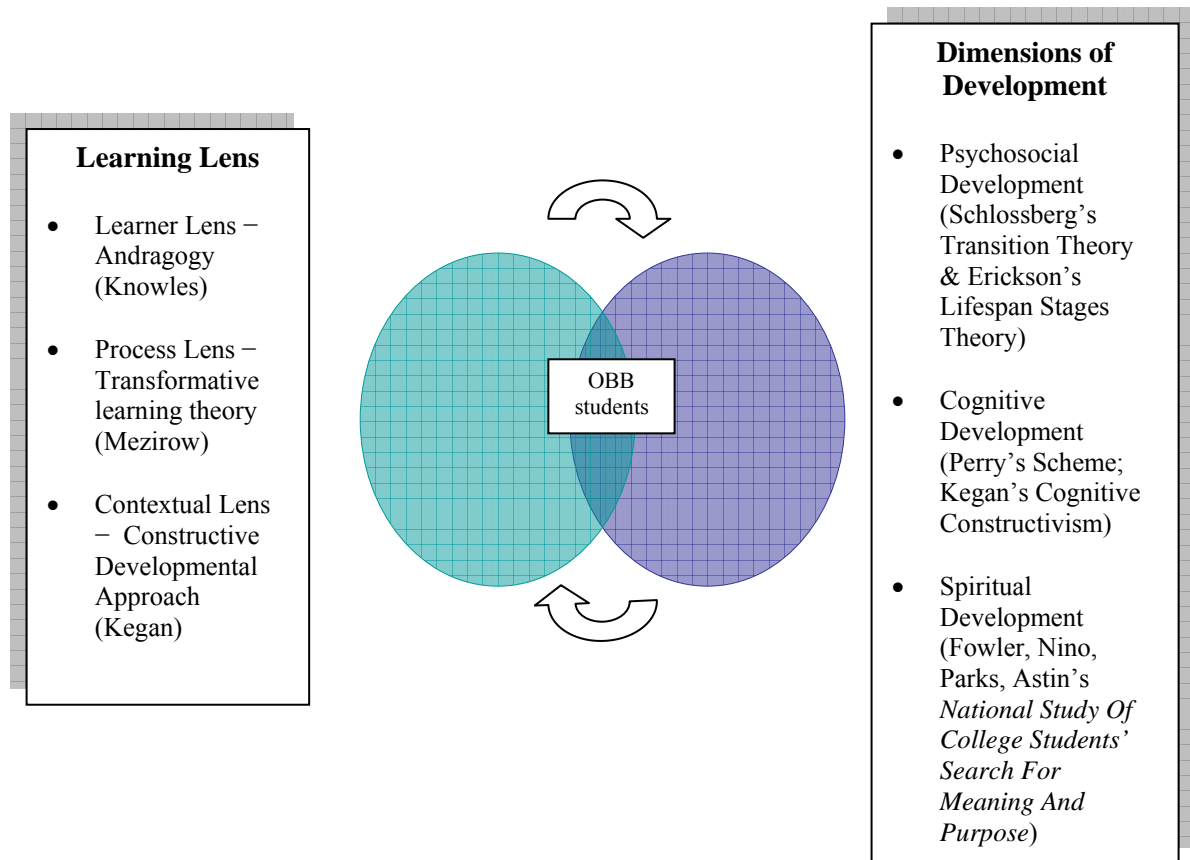 Learning Lens
• Learner Lens −
Andragogy
(Knowles)
• Process Lens −
Transformative
learning theory
(Mezirow)
• Contextual Lens
− Constructive
Developmental
Approach
(Kegan)
OBB
students
Dimensions of
Development
• Psychosocial
Development
(Schlossberg’s
Transition Theory
& Erickson’s
Lifespan Stages
Theory)
• Cognitive
Development
(Perry’s Scheme;
Kegan’s Cognitive
Constructivism)
• Spiritual
Development
(Fowler, Nino,
Parks, Astin’s
National Study Of
College Students’
Search For
Meaning And
Purpose)